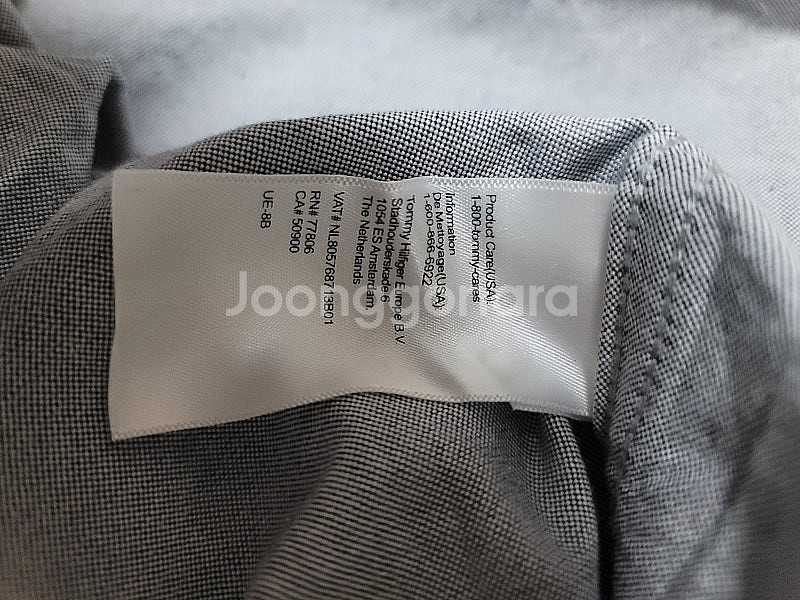 Product Care(USA):
1-800-tommy-cares
Information
De Mettoyage(USA):
1-600-866-6922
Tommy Hilfiger Europe B.V.
Stadhouderskade 6
1054 ES Amsterdam
The Netherlands
VAT# NL805768713B01
RN# 77806
CA# 50900
UE-8B
Joonggonara